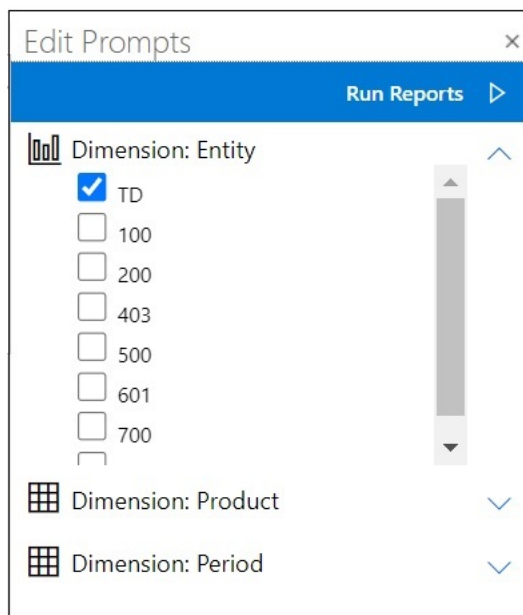 Edit Prompts
Run Reports
Dimension: Entity
TD
100
200
403
500
601
700
Dimension: Product
Dimension: Period